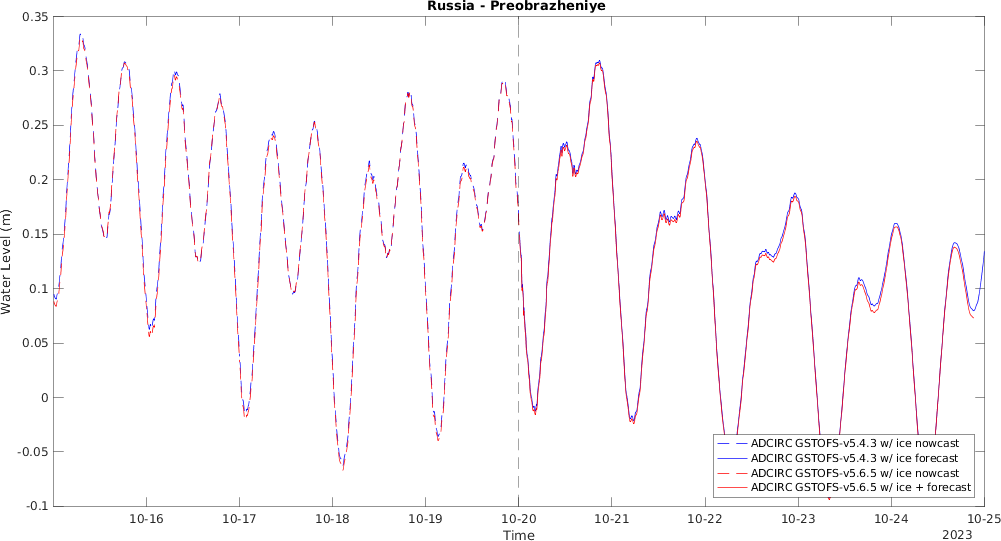 Russia - Preobrazheniye
0.35
0.3
0.25
0.2
0.15
0.1
0.05
0
-0.05
-0.1
Water Level (m)
ADCIRC GSTOFS-v5.4.3 w/ ice nowcast
ADCIRC GSTOFS-v5.4.3 w/ ice forecast
ADCIRC GSTOFS-v5.6.5 w/ ice nowcast
ADCIRC GSTOFS-v5.6.5 w/ ice + forecast
10-16 10-17 10-18 10-19 10-20 10-21 10-22 10-23 10-24 10-25
Time
2023